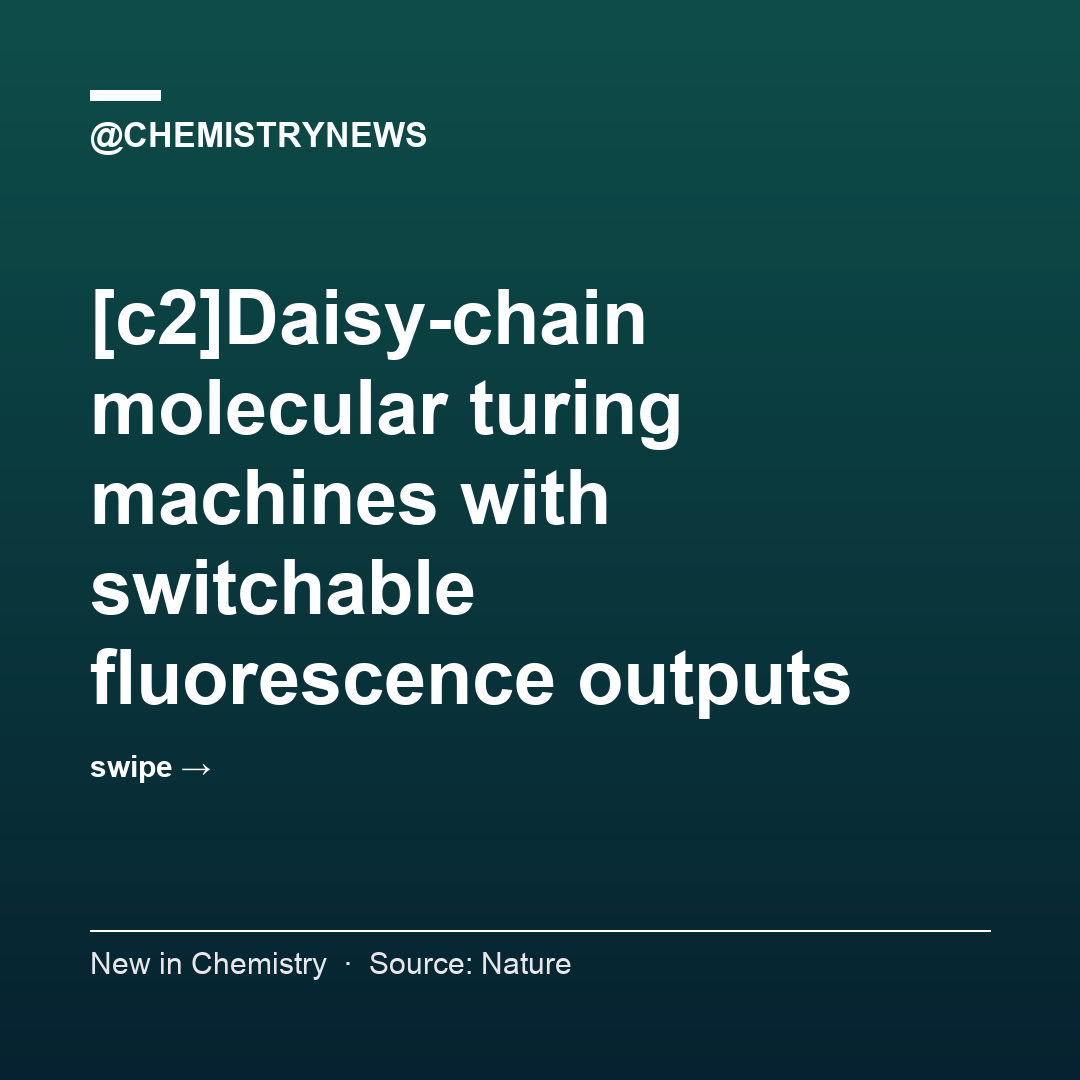 @CHEMISTRYNEWS
[c2]Daisy-chain
molecular turing
machines with
switchable
fluorescence outputs
swipe →
New in Chemistry · Source: Nature